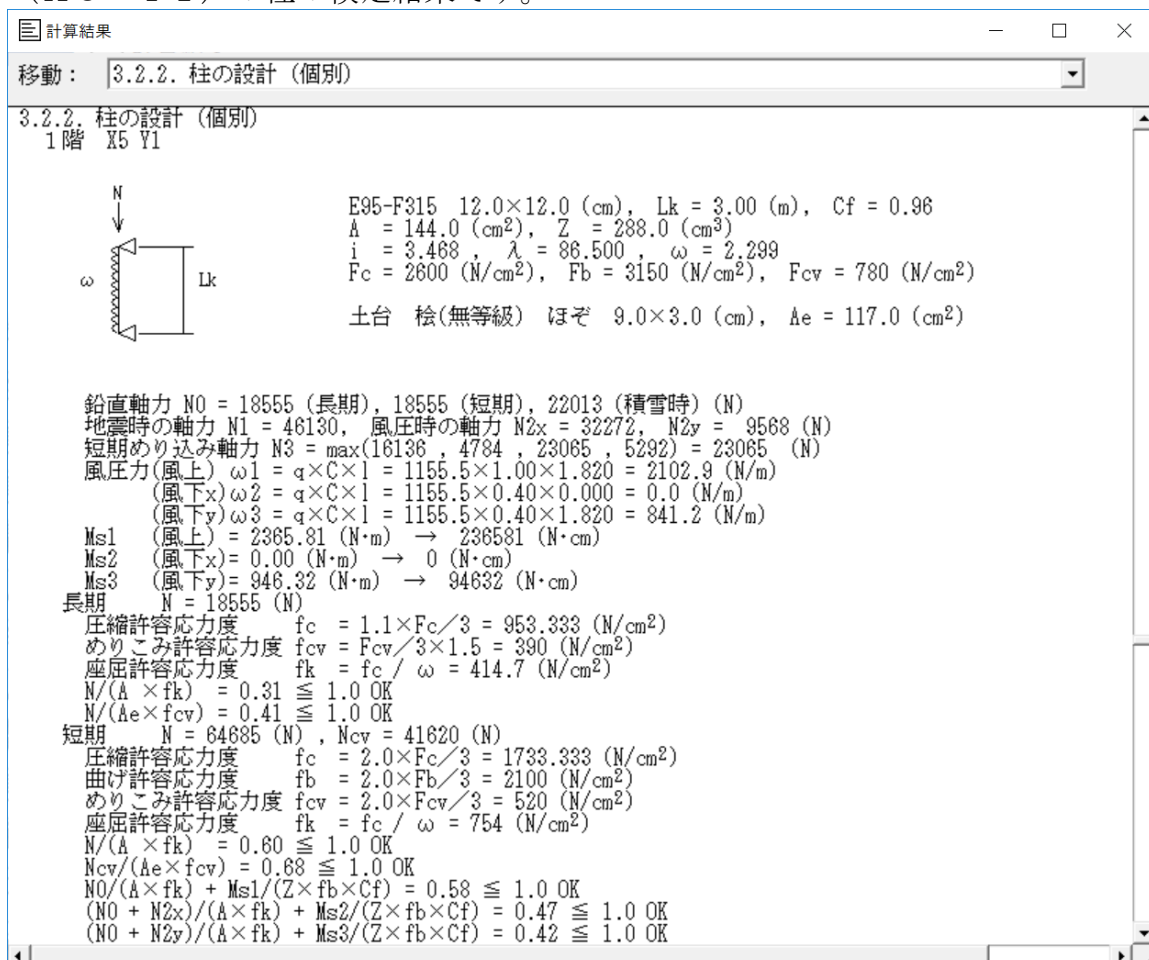 計算結果
移動： 3.2.2. 柱の設計（個別）
3.2.2. 柱の設計（個別）
1階 X5 Y1
N
ω
Lk
E95-F315 12.0×12.0 (cm), Lk = 3.00 (m), Cf = 0.96
A = 144.0 (cm2), Z = 288.0 (cm3)
i = 3.468 , λ = 86.500 , ω = 2.299
Fc = 2600 (N/cm2), Fb = 3150 (N/cm2), Fcv = 780 (N/cm2)
土台 桧(無等級) ほぞ 9.0×3.0 (cm), Ae = 117.0 (cm2)
鉛直軸力 N0 = 18555 (長期), 18555 (短期), 22013 (積雪時) (N)
地震時の軸力 N1 = 46130, 風圧時の軸力 N2x = 32272, N2y = 9568 (N)
短期めり込み軸力 N3 = max(16136 , 4784 , 23065 , 5292) = 23065 (N)
風圧力(風上) ω1 = q×C×l = 1155.5×1.00×1.820 = 2102.9 (N/m)
(風下x)ω2 = q×C×l = 1155.5×0.40×0.000 = 0.0 (N/m)
(風下y)ω3 = q×C×l = 1155.5×0.40×1.820 = 841.2 (N/m)
Ms1 (風上) = 2365.81 (N·m) → 236581 (N·cm)
Ms2 (風下x)= 0.00 (N·m) → 0 (N·cm)
Ms3 (風下y)= 946.32 (N·m) → 94632 (N·cm)
長期 N = 18555 (N)
圧縮許容応力度 fc = 1.1×Fc／3 = 953.333 (N/cm2)
めりこみ許容応力度 fcv = Fcv／3×1.5 = 390 (N/cm2)
座屈許容応力度 fk = fc / ω = 414.7 (N/cm2)
N/(A ×fk) = 0.31 ≦ 1.0 OK
N/(Ae×fcv) = 0.41 ≦ 1.0 OK
短期 N = 64685 (N) , Ncv = 41620 (N)
圧縮許容応力度 fc = 2.0×Fc／3 = 1733.333 (N/cm2)
曲げ許容応力度 fb = 2.0×Fb／3 = 2100 (N/cm2)
めりこみ許容応力度 fcv = 2.0×Fcv／3 = 520 (N/cm2)
座屈許容応力度 fk = fc / ω = 754 (N/cm2)
N/(A ×fk) = 0.60 ≦ 1.0 OK
Ncv/(Ae×fcv) = 0.68 ≦ 1.0 OK
N0/(A×fk) + Ms1/(Z×fb×Cf) = 0.58 ≦ 1.0 OK
(N0 + N2x)/(A×fk) + Ms2/(Z×fb×Cf) = 0.47 ≦ 1.0 OK
(N0 + N2y)/(A×fk) + Ms3/(Z×fb×Cf) = 0.42 ≦ 1.0 OK